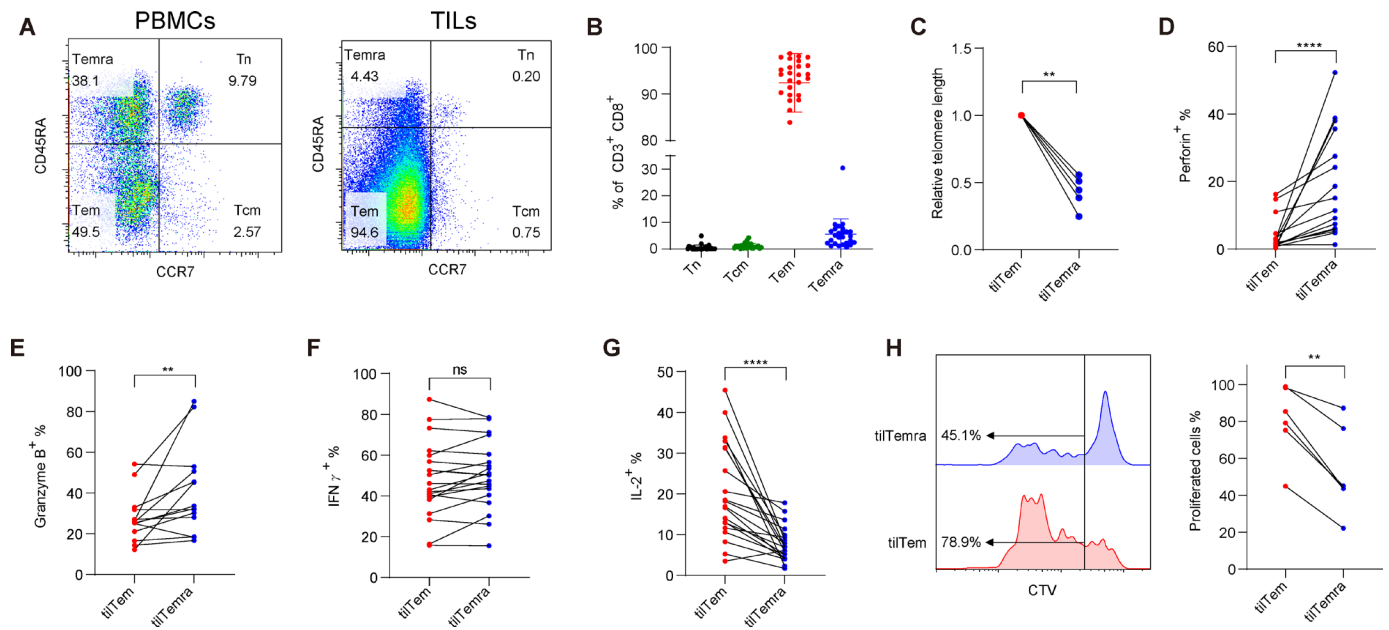 A
PBMCs
TILs
Temra
38.1
Tn
9.79
Tem
49.5
Tcm
2.57
CD45RA
CCR7
Temra
4.43
Tn
0.20
Tem
94.6
Tcm
0.75
CD45RA
CCR7
B
% of CD3+ CD8+
100
90
80
30
20
10
0
Tn
Tcm
Tem
Temra
C
Relative telomere length
1.5
1.0
0.5
0.0
**
tilTem
tilTemra
D
Perforin+ %
60
40
20
0
****
tilTem
tilTemra
E
Granzyme B+ %
100
80
60
40
20
0
**
tilTem
tilTemra
F
IFN γ+ %
100
80
60
40
20
0
ns
tilTem
tilTemra
G
IL-2+ %
50
40
30
20
10
0
****
tilTem
tilTemra
H
tilTemra
45.1%
tilTem
78.9%
CTV
Proliferated cells %
100
80
60
40
20
0
**
tilTem
tilTemra